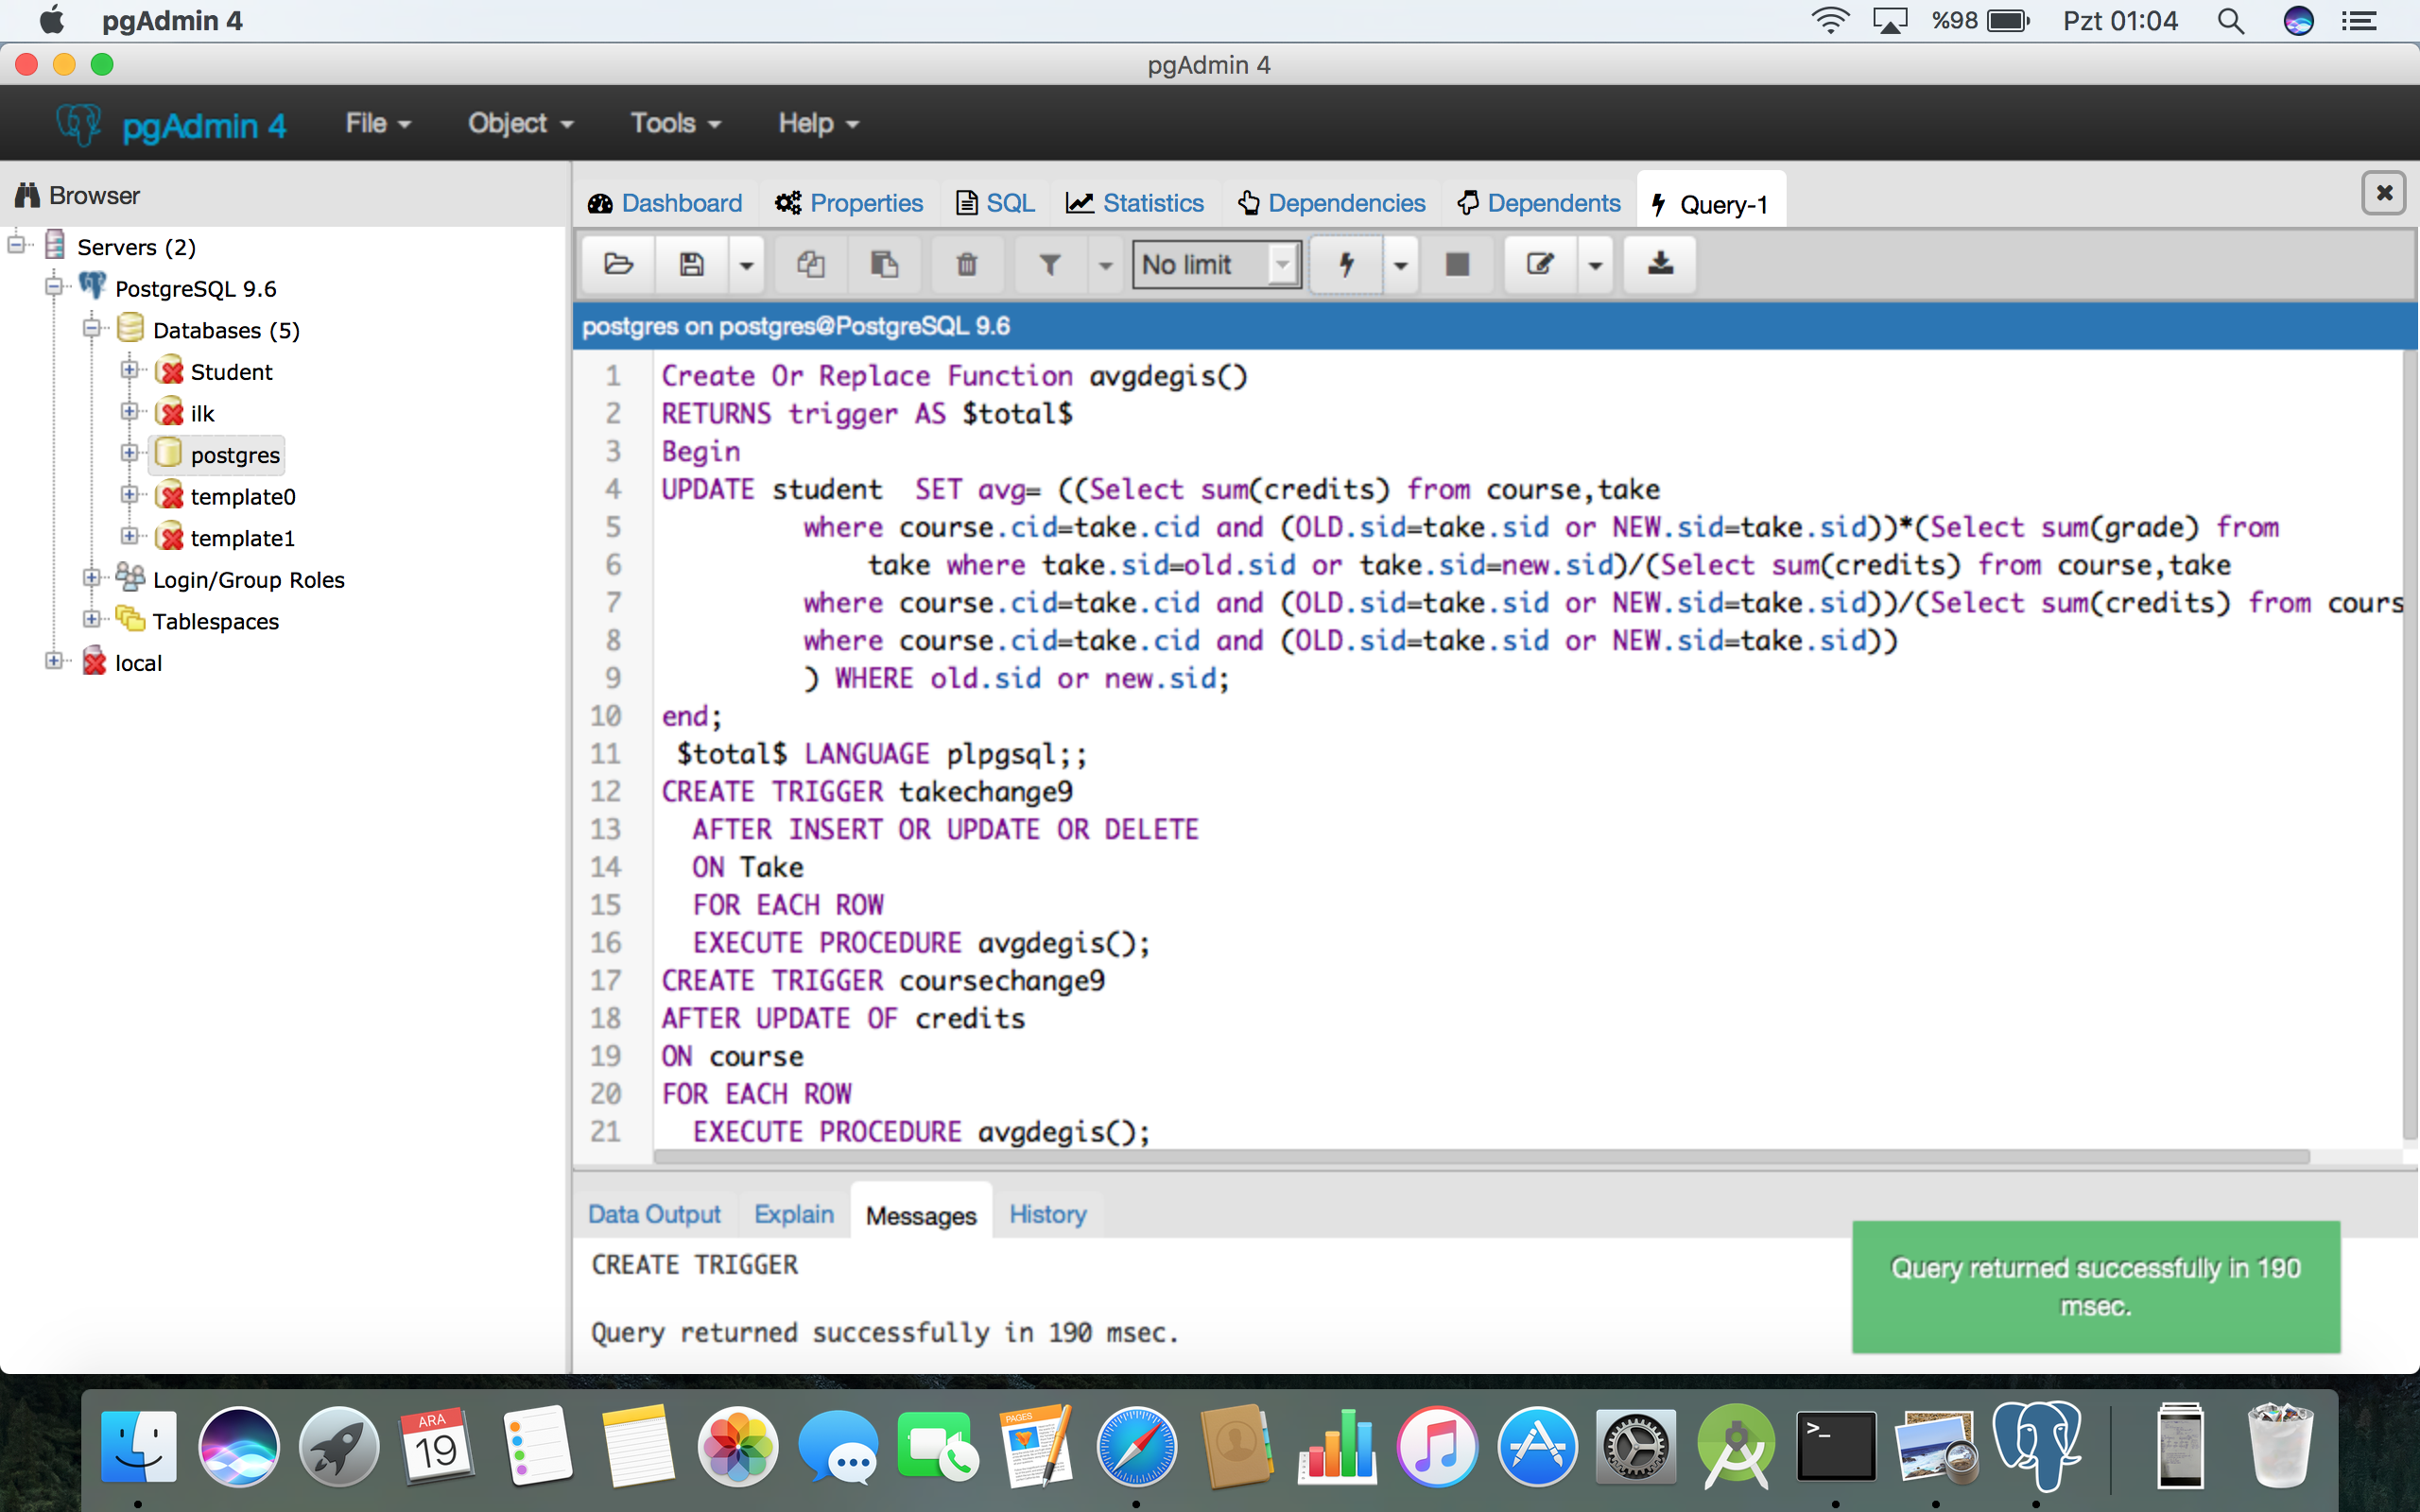 pgAdmin 4
%98
Pzt 01:04
pgAdmin 4
pgAdmin 4
File
Object
Tools
Help
Browser
Dashboard
Properties
SQL
Statistics
Dependencies
Dependents
Query-1
Servers (2)
PostgreSQL 9.6
Databases (5)
Student
ilk
postgres
template0
template1
Login/Group Roles
Tablespaces
local
No limit
postgres on postgres@PostgreSQL 9.6
1 Create Or Replace Function avgdegis()
2 RETURNS trigger AS $total$
3 Begin
4 UPDATE student  SET avg= ((Select sum(credits) from course,take
5 where course.cid=take.cid and (OLD.sid=take.sid or NEW.sid=take.sid))*(Select sum(grade) from
6 take where take.sid=old.sid or take.sid=new.sid)/(Select sum(credits) from course,take
7 where course.cid=take.cid and (OLD.sid=take.sid or NEW.sid=take.sid))/(Select sum(credits) from cours
8 where course.cid=take.cid and (OLD.sid=take.sid or NEW.sid=take.sid))
9 ) WHERE old.sid or new.sid;
10 end;
11 $total$ LANGUAGE plpgsql;;
12 CREATE TRIGGER takechange9
13 AFTER INSERT OR UPDATE OR DELETE
14 ON Take
15 FOR EACH ROW
16 EXECUTE PROCEDURE avgdegis();
17 CREATE TRIGGER coursechange9
18 AFTER UPDATE OF credits
19 ON course
20 FOR EACH ROW
21 EXECUTE PROCEDURE avgdegis();
Data Output
Explain
Messages
History
CREATE TRIGGER
Query returned successfully in 190 msec.
Query returned successfully in 190
msec.
ARA
19
PAGES
>_